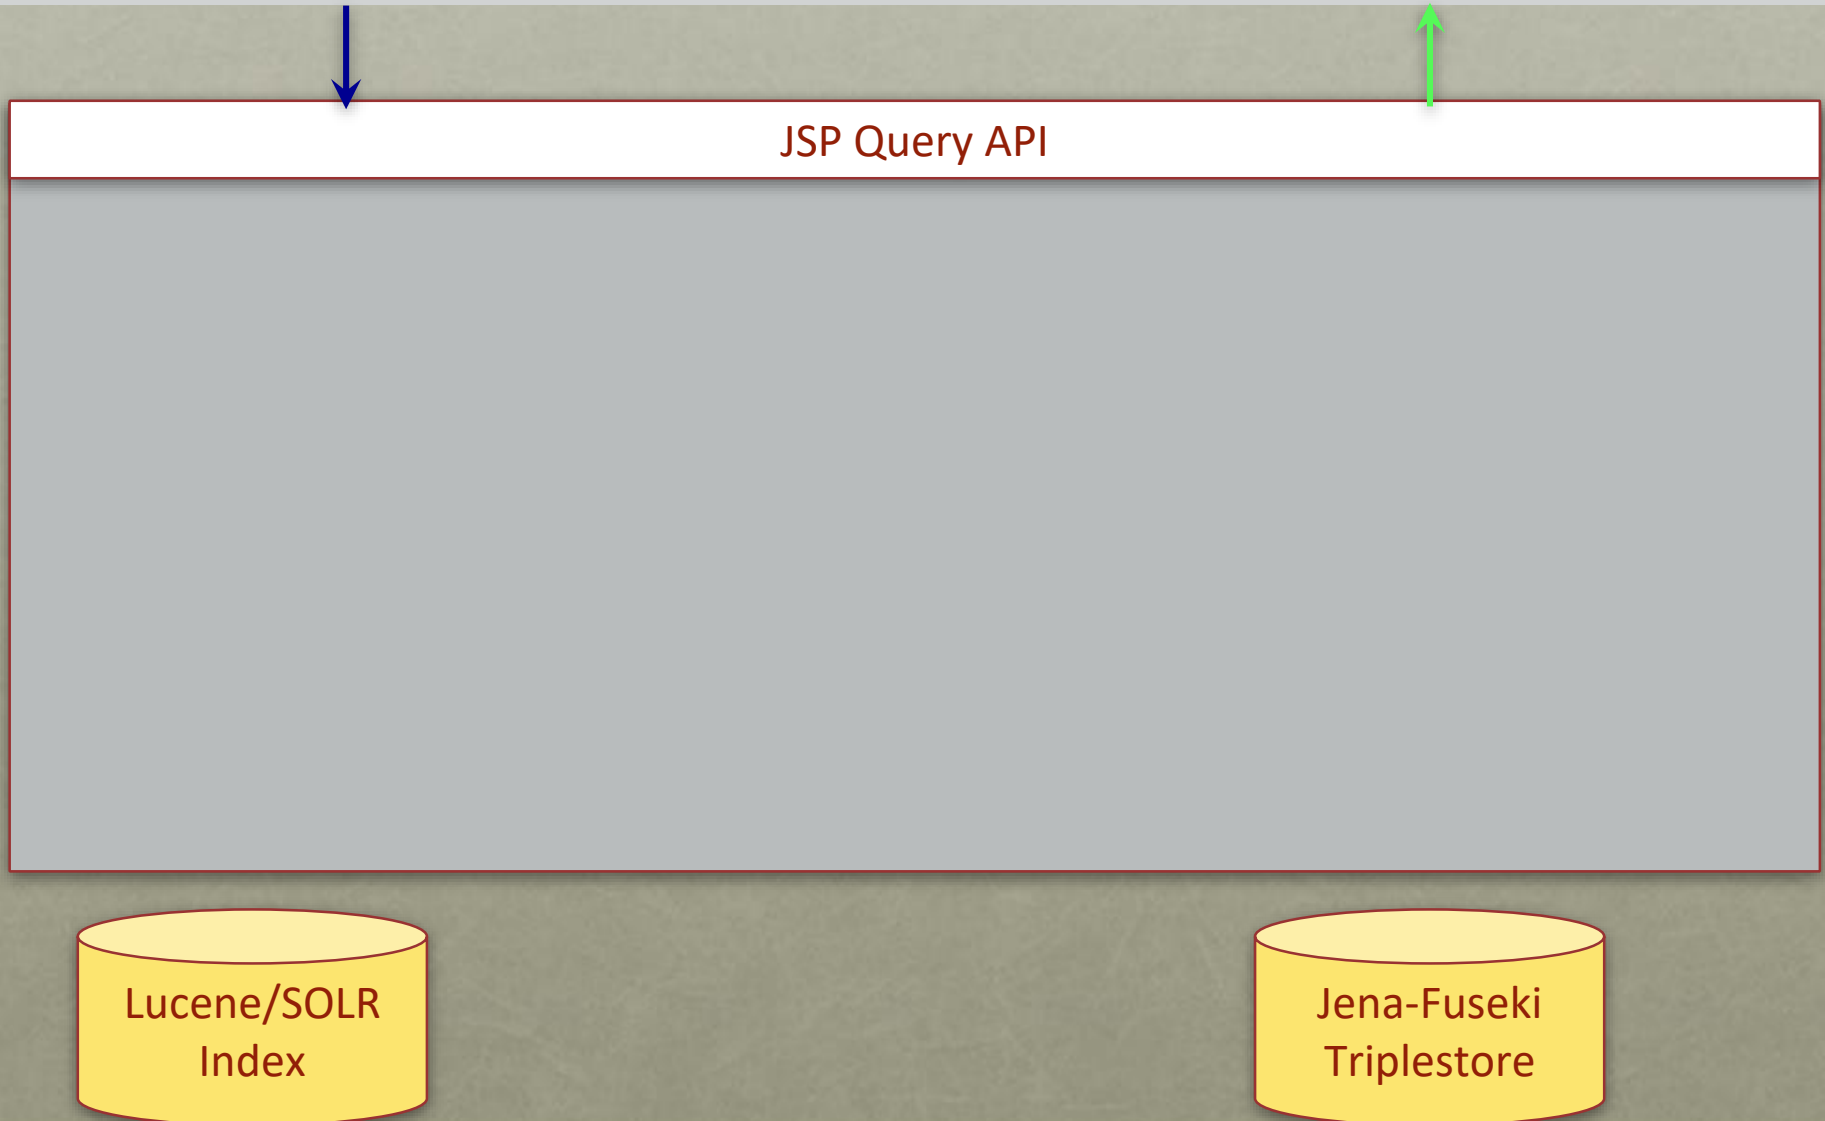 JSP Query API
Lucene/SOLR
Index
Jena-Fuseki
Triplestore